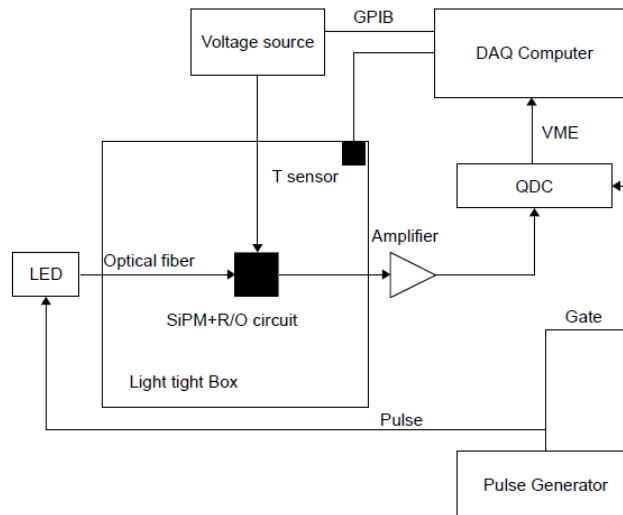 GPIB
Voltage source
DAQ Computer
VME
T sensor
QDC
Amplifier
Optical fiber
LED
SiPM+R/O circuit
Gate
Light tight Box
Pulse
Pulse Generator